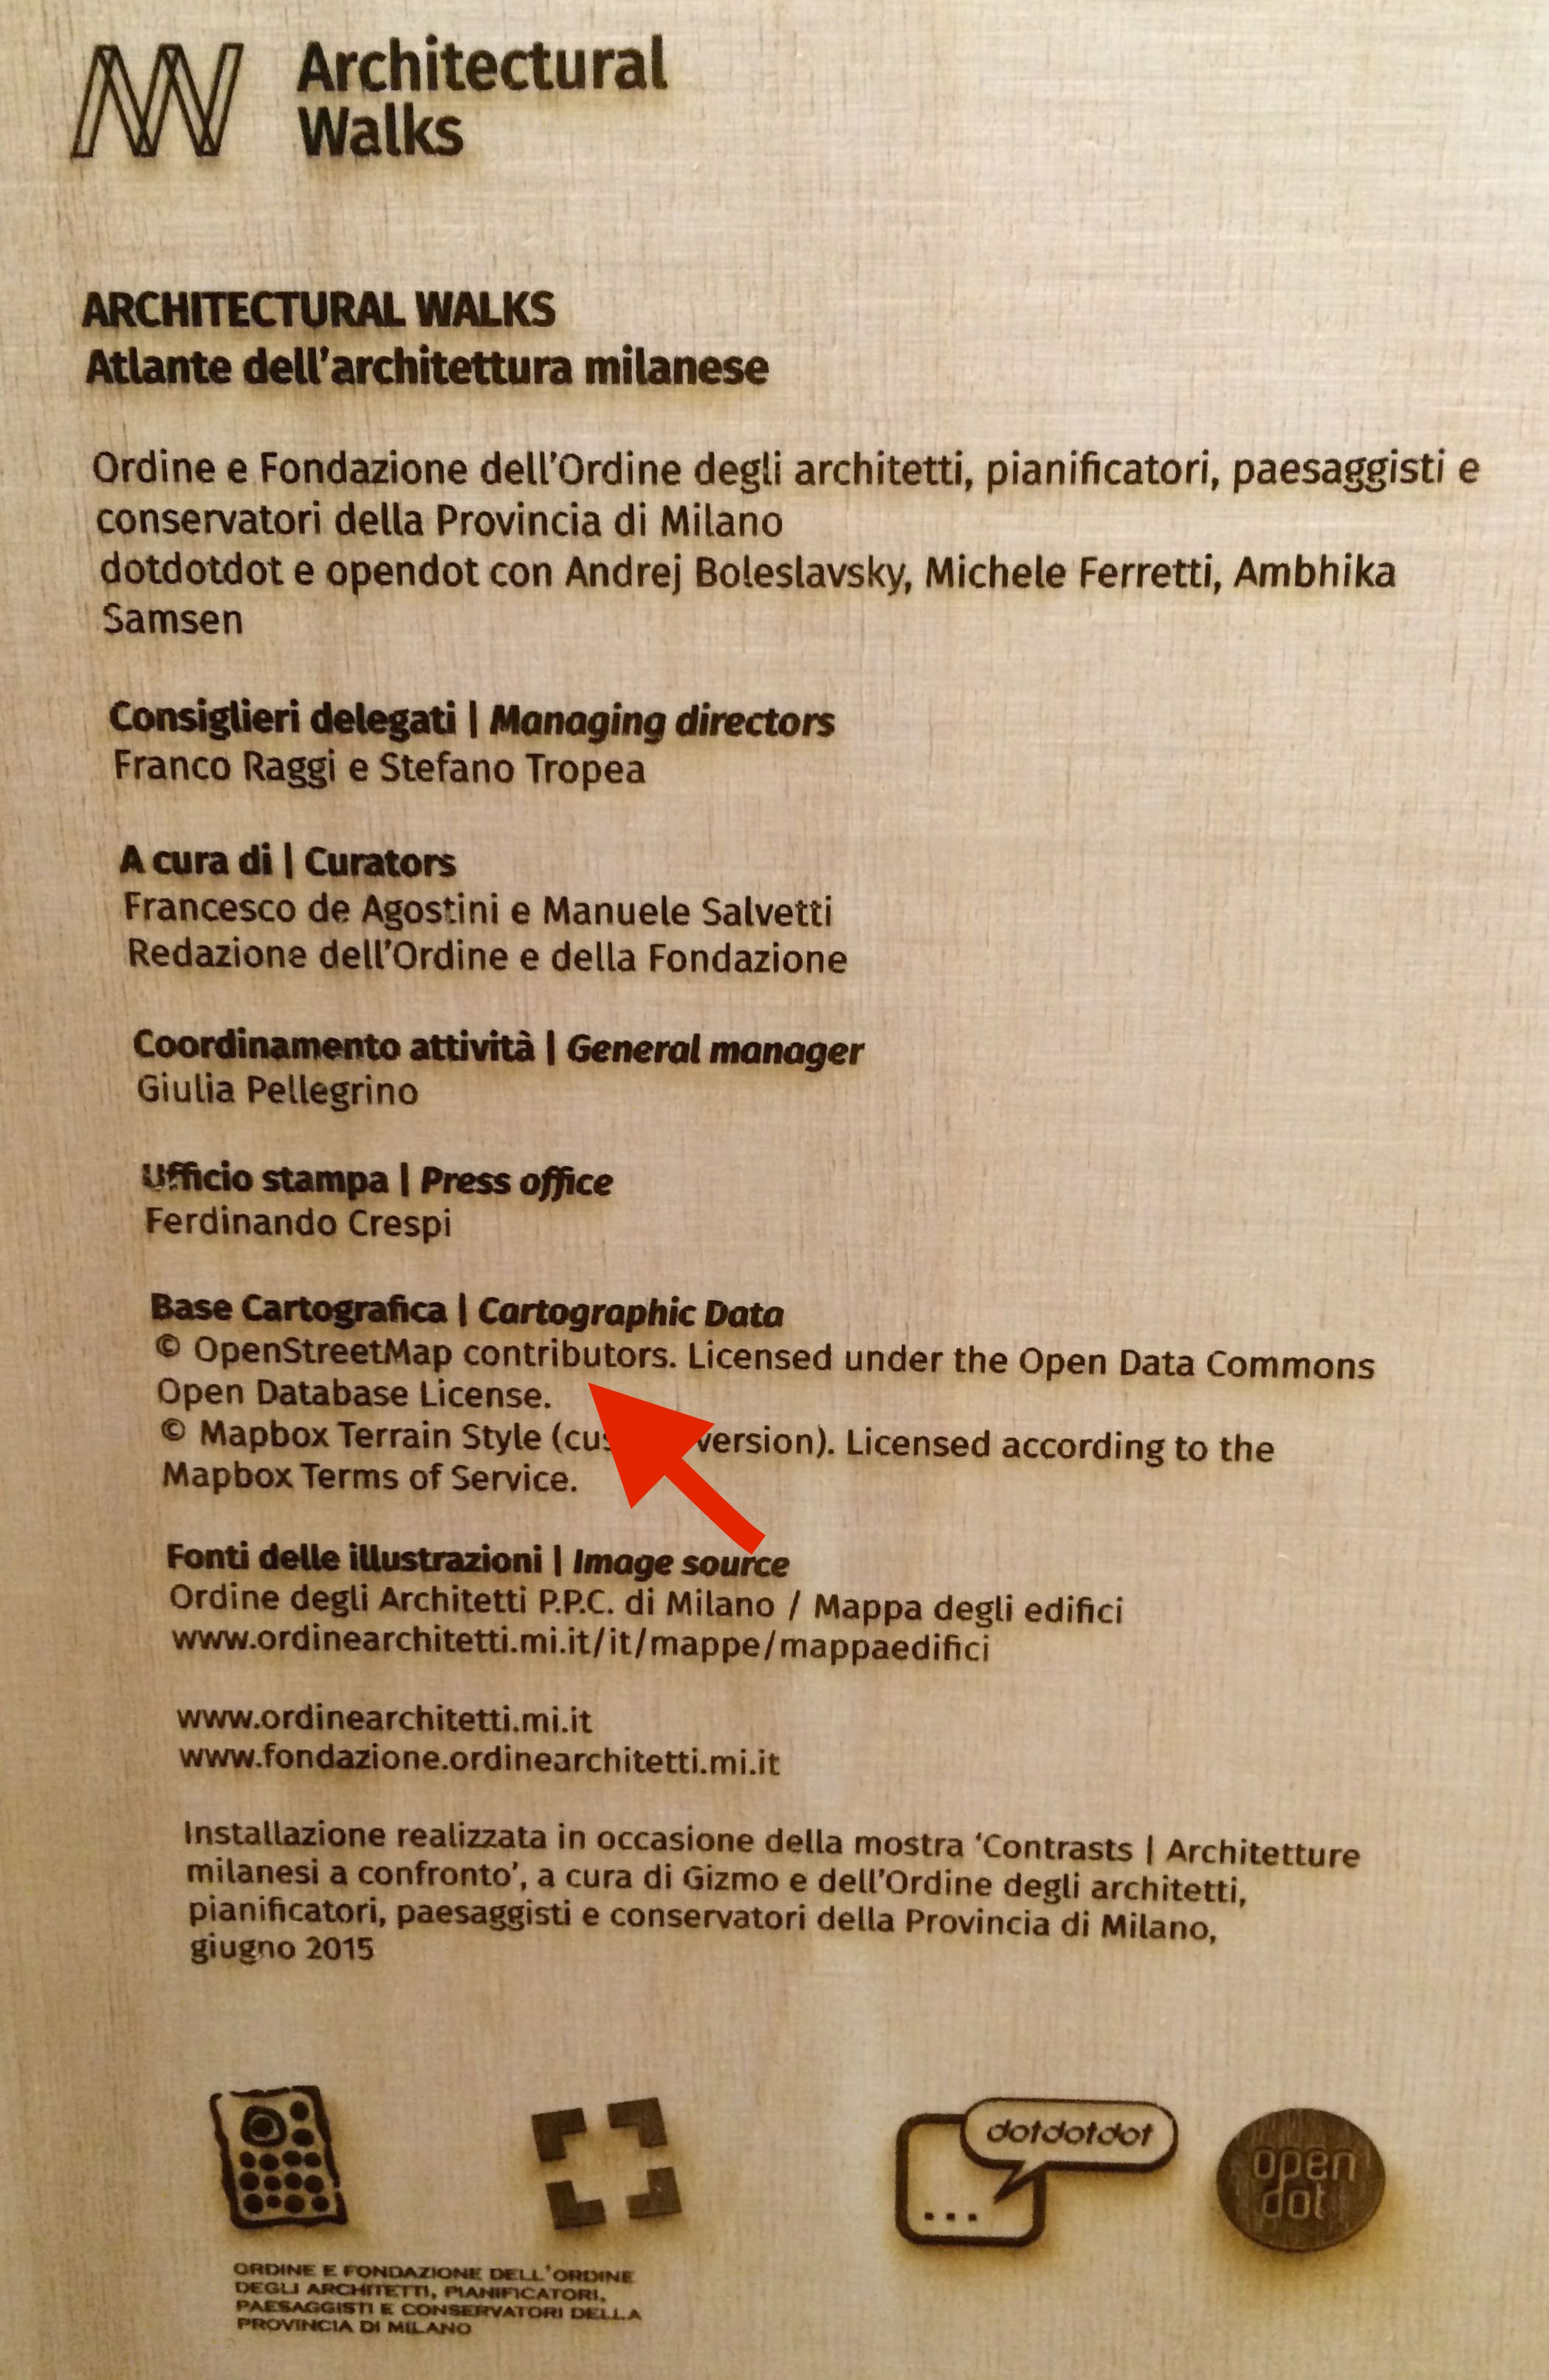 Architectural
Walks
ARCHITECTURAL WALKS
Atlante dell'architettura milanese
Ordine e Fondazione dell'Ordine degli architetti, pianificatori, paesaggisti e
conservatori della Provincia di Milano
dotdotdot e opendot con Andrej Boleslavsky, Michele Ferretti, Ambhika
Samsen
Consiglieri delegati | Managing directors
Franco Raggi e Stefano Tropea
A cura di | Curators
Francesco de Agostini e Manuele Salvetti
Redazione dell'Ordine e della Fondazione
Coordinamento attività | General manager
Giulia Pellegrino
Ufficio stampa | Press office
Ferdinando Crespi
Base Cartografica | Cartographic Data
© OpenStreetMap contributors. Licensed under the Open Data Commons
Open Database License.
© Mapbox Terrain Style (cus version). Licensed according to the
Mapbox Terms of Service.
Fonti delle illustrazioni | Image source
Ordine degli Architetti P.P.C. di Milano / Mappa degli edifici
www.ordinearchitetti.mi.it/it/mappe/mappaedifici
www.ordinearchitetti.mi.it
www.fondazione.ordinearchitetti.mi.it
Installazione realizzata in occasione della mostra 'Contrasts | Architetture
milanesi a confronto', a cura di Gizmo e dell'Ordine degli architetti,
pianificatori, paesaggisti e conservatori della Provincia di Milano,
giugno 2015
dotdotdot
...
open
dot
ORDINE E FONDAZIONE DELL'ORDINE
DEGLI ARCHITETTI, PIANIFICATORI,
PAESAGGISTI E CONSERVATORI DELLA
PROVINCIA DI MILANO